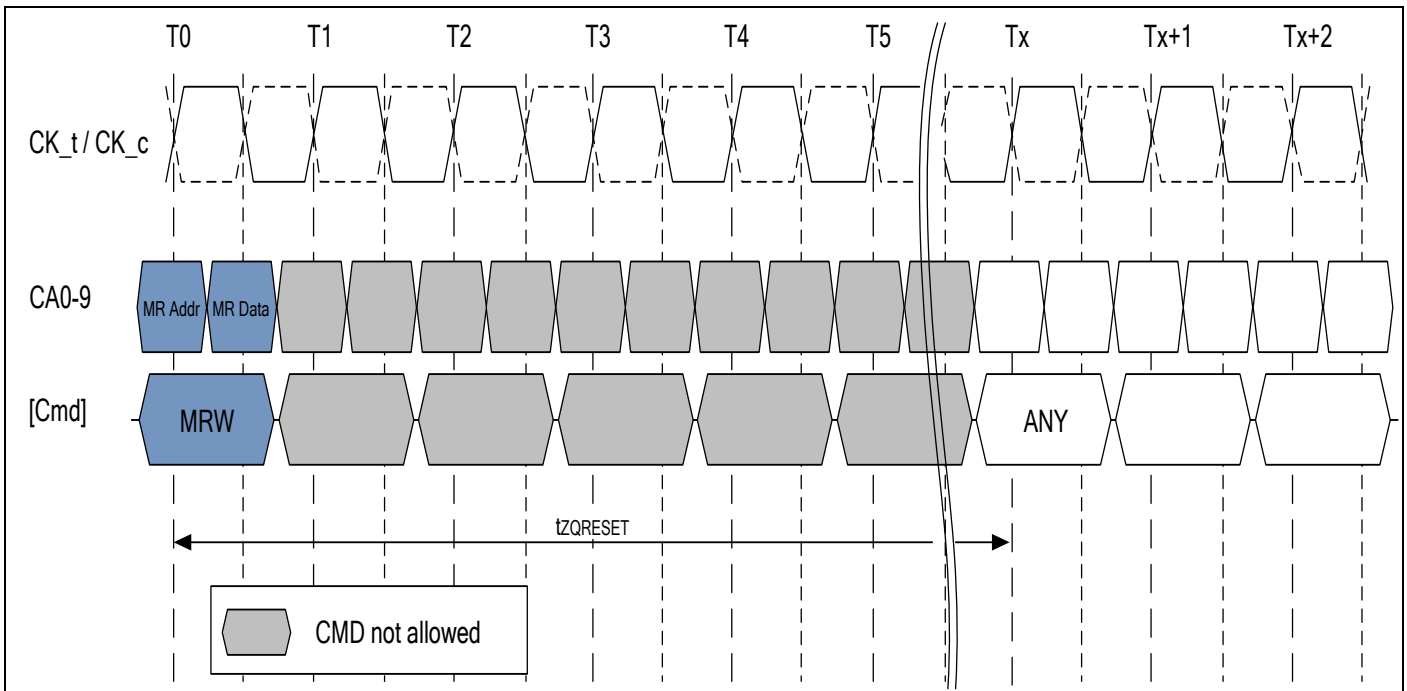 T0 T1 T2 T3 T4 T5 Tx Tx+1 Tx+2
CK_t / CK_c
CA0-9 MR Addr MR Data
[Cmd] MRW ANY
tZQRESET
CMD not allowed